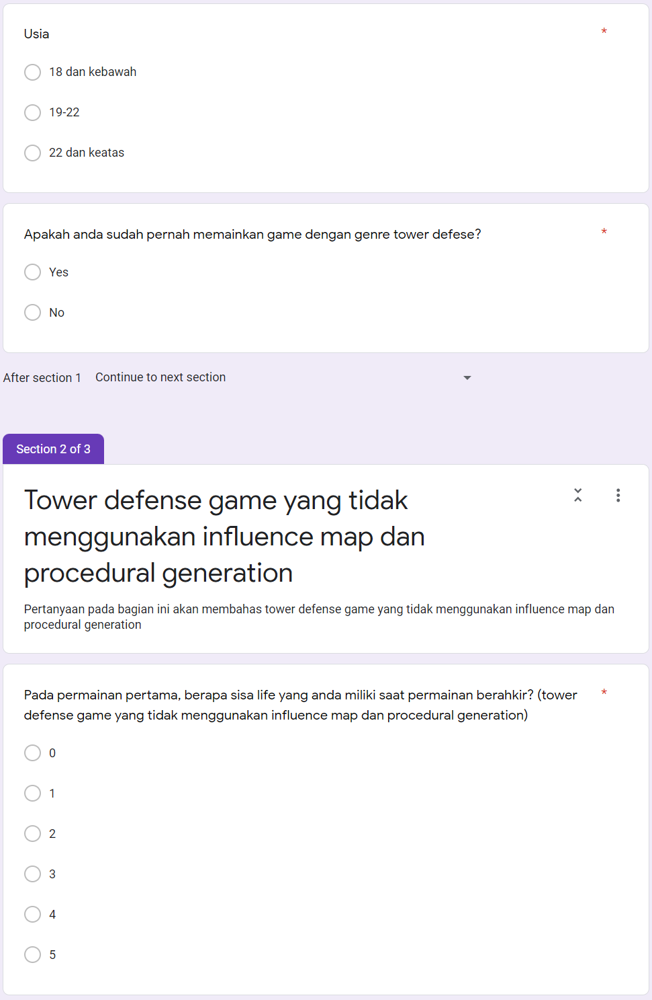 Usia *
18 dan kebawah
19-22
22 dan keatas
Apakah anda sudah pernah memainkan game dengan genre tower defese? *
Yes
No
After section 1 Continue to next section
Section 2 of 3
Tower defense game yang tidak
menggunakan influence map dan
procedural generation
Pertanyaan pada bagian ini akan membahas tower defense game yang tidak menggunakan influence map dan
procedural generation
Pada permainan pertama, berapa sisa life yang anda miliki saat permainan berahkir? (tower *
defense game yang tidak menggunakan influence map dan procedural generation)
0
1
2
3
4
5